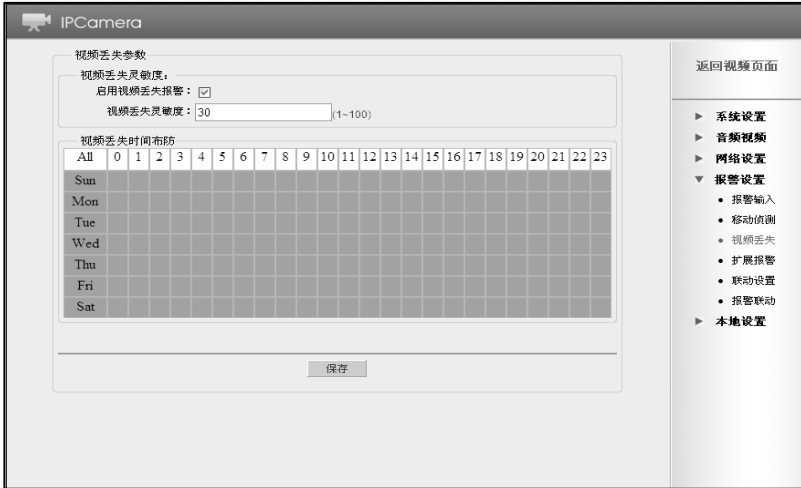 IPCamera
视频丢失参数
视频丢失灵敏度:
启用视频丢失报警:
视频丢失灵敏度: 30 (1~100)
视频丢失时间布防
All 0 1 2 3 4 5 6 7 8 9 10 11 12 13 14 15 16 17 18 19 20 21 22 23
Sun
Mon
Tue
Wed
Thu
Fri
Sat
保存
返回视频页面
系统设置
音频视频
网络设置
报警设置
报警输入
移动侦测
视频丢失
扩展报警
联动设置
报警联动
本地设置